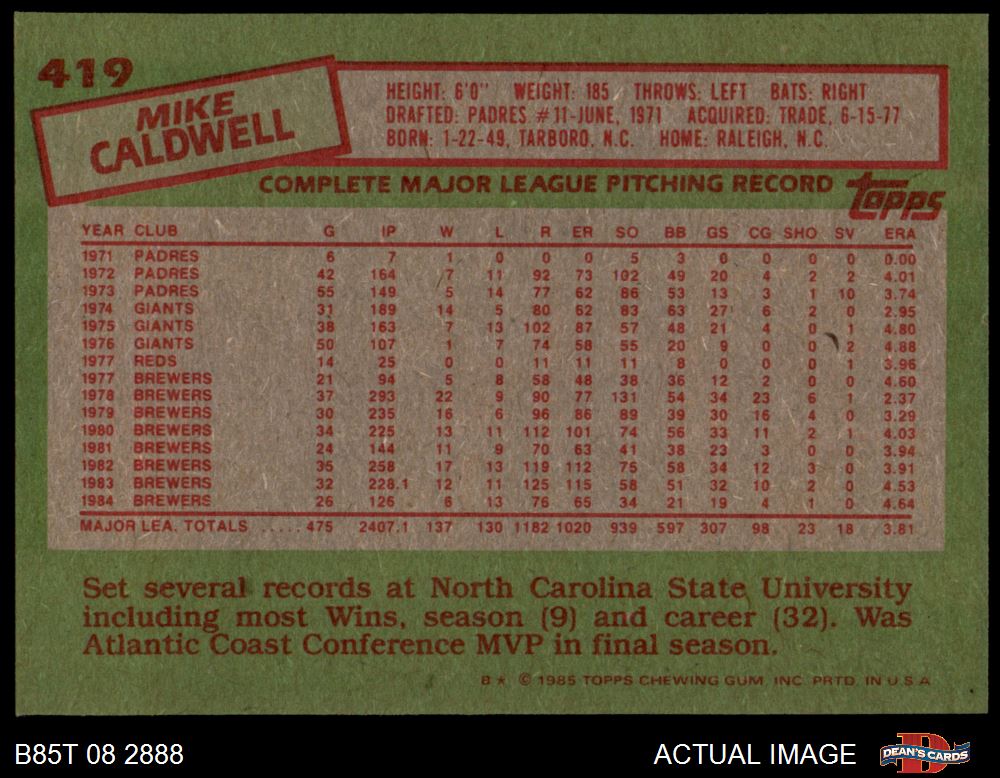 419
MIKE
CALDWELL
HEIGHT: 6'0" WEIGHT: 185 THROWS: LEFT BATS: RIGHT
DRAFTED: PADRES #11-JUNE, 1971 ACQUIRED: TRADE, 6-15-77
BORN: 1-22-49, TARBORO, N.C. HOME: RALEIGH, N.C.
COMPLETE MAJOR LEAGUE PITCHING RECORD
topps
YEAR CLUB G IP W L R ER SO BB GS CG SHO SV ERA
1971 PADRES 6 7 1 0 0 0 5 3 0 0 0 0 0.00
1972 PADRES 42 164 7 11 92 73 102 49 20 4 2 2 4.01
1973 PADRES 55 149 5 14 77 62 86 53 13 3 1 10 3.74
1974 GIANTS 31 189 14 5 80 62 83 63 27 6 2 0 2.95
1975 GIANTS 38 163 7 13 102 87 57 48 21 4 0 1 4.80
1976 GIANTS 50 107 1 7 74 58 55 20 9 0 0 2 4.88
1977 REDS 14 25 0 0 11 11 11 8 0 0 0 1 3.96
1977 BREWERS 21 94 5 8 58 48 38 36 12 2 0 0 4.60
1978 BREWERS 37 293 22 9 90 77 131 54 34 23 6 1 2.37
1979 BREWERS 30 235 16 6 96 86 89 39 30 16 4 0 3.29
1980 BREWERS 34 225 13 11 112 101 74 56 33 11 2 1 4.03
1981 BREWERS 24 144 11 9 70 63 41 38 23 3 0 0 3.94
1982 BREWERS 35 258 17 13 119 112 75 58 34 12 3 0 3.91
1983 BREWERS 32 228.1 12 11 125 115 58 51 32 10 2 0 4.53
1984 BREWERS 26 126 6 13 76 65 34 21 19 4 1 0 4.64
MAJOR LEA. TOTALS ..... 475 2407.1 137 130 1182 1020 939 597 307 98 23 18 3.81
Set several records at North Carolina State University
including most Wins, season (9) and career (32). Was
Atlantic Coast Conference MVP in final season.
B★ © 1985 TOPPS CHEWING GUM, INC. PRTD. IN U.S.A.
B85T 08 2888
ACTUAL IMAGE
D
DEAN'S CARDS